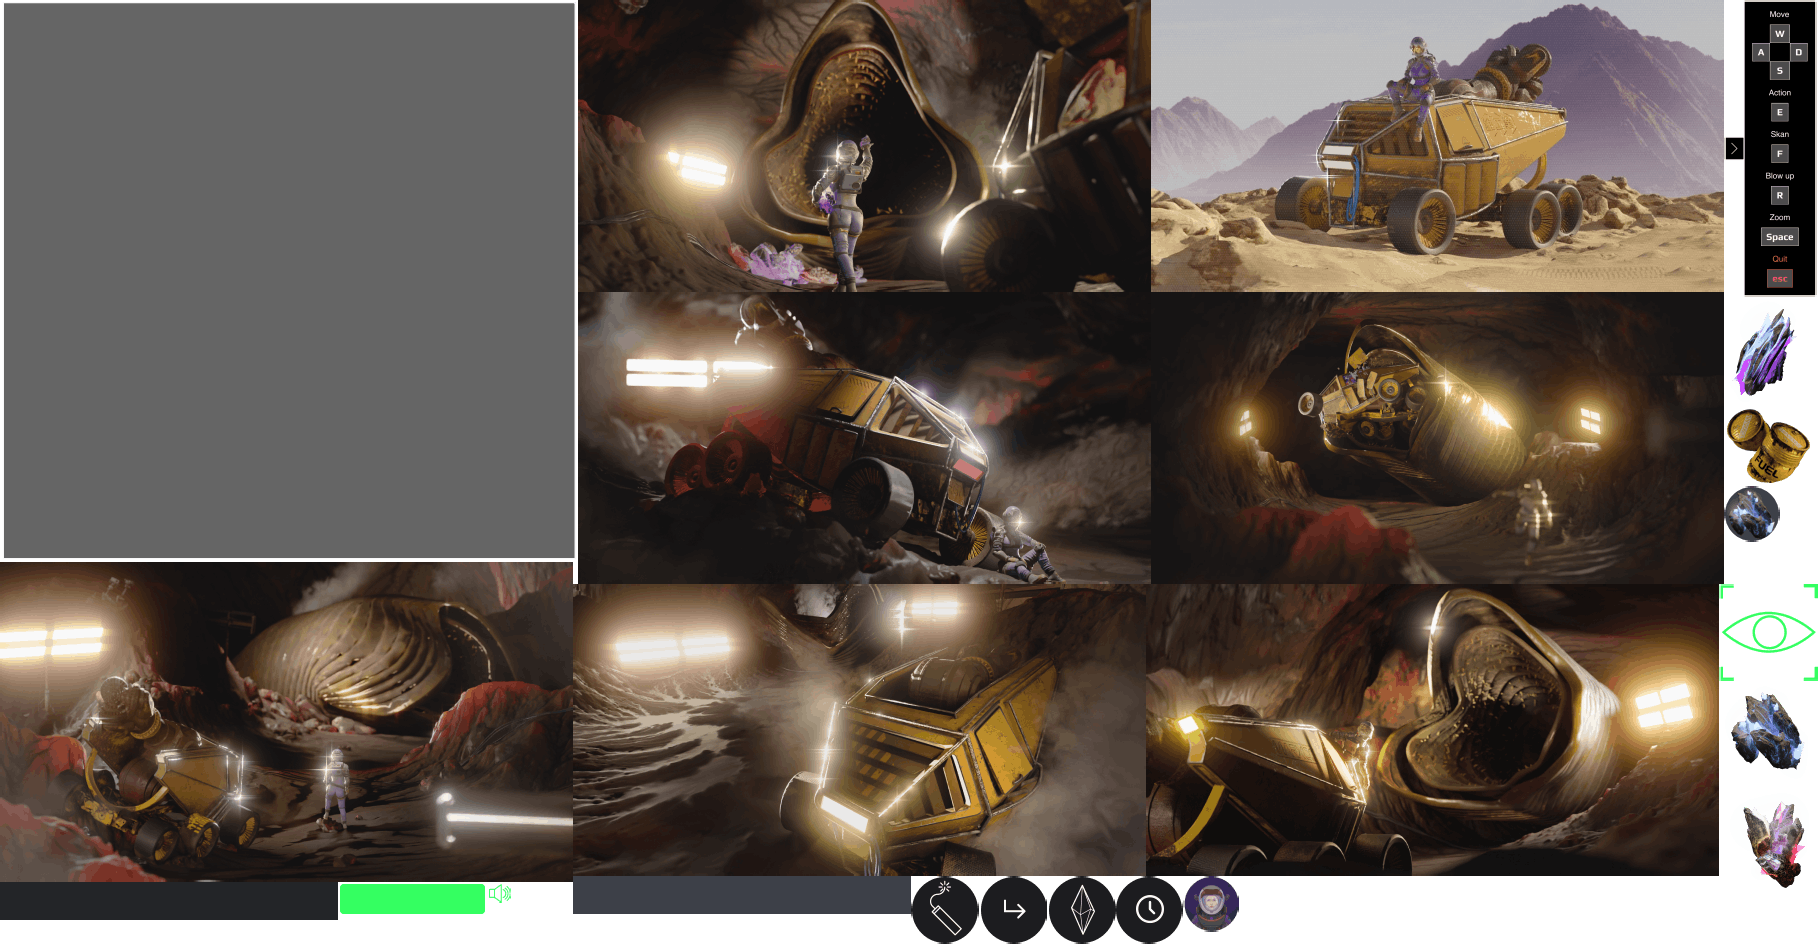 Move
W
A
D
S
Action
E
Skan
F
Blow up
R
Zoom
Space
Quit
esc
FUEL